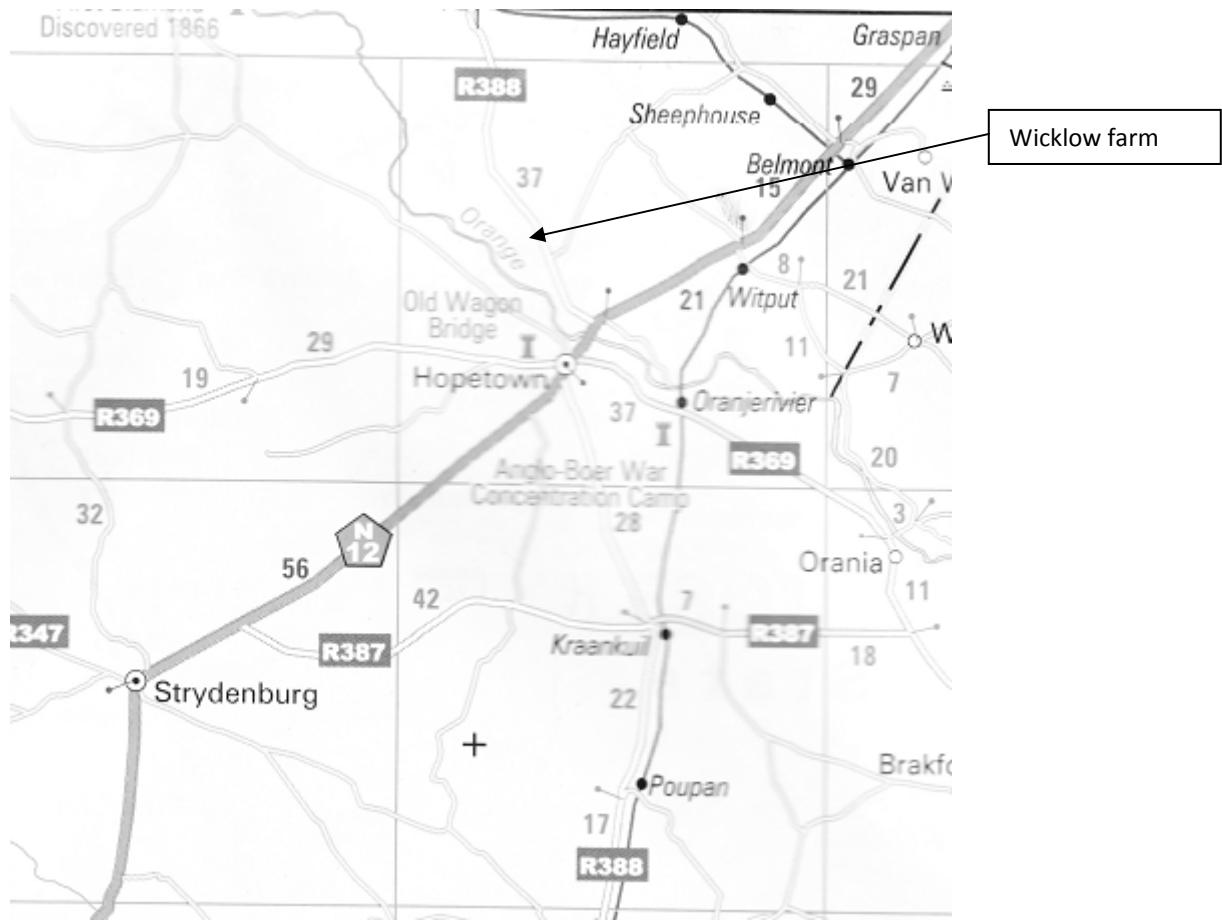 Discovered 1866
Hayfield
Graspan
R388
29
Sheephouse
Wicklow farm
Belmont
37
15
Van
Orange
8
21
Old Wagon
Bridge
21
Witput
W
29
11
19
Hopetown
7
R369
37
Oranjerivier
R369
Anglo-Boer War
Concentration Camp
20
32
28
3
N
12
Orania
56
42
11
7
R347
R387
Kraankuil
R387
18
Strydenburg
22
Poupan
17
R388